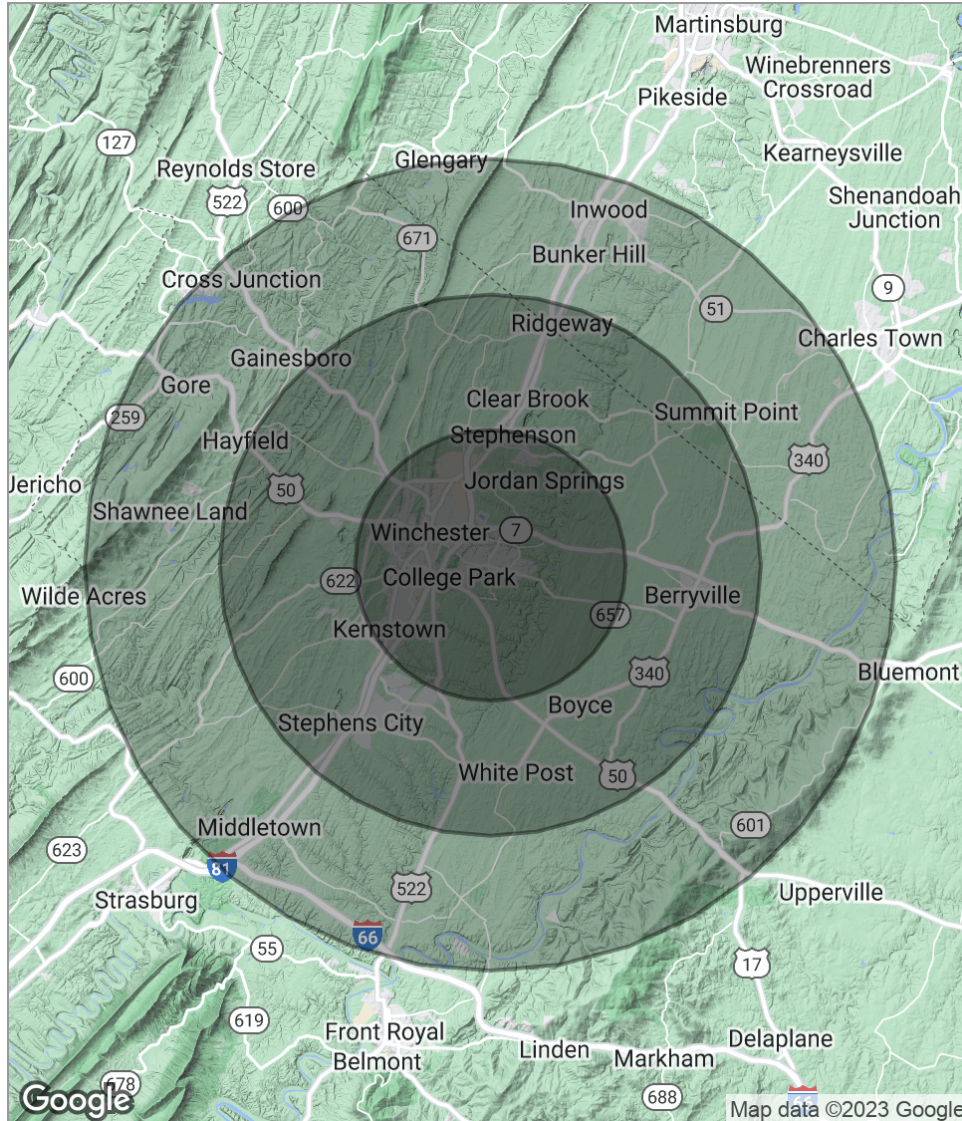 Martinsburg
Winebrenners
Crossroad
Pikeside
127
Kearneysville
Glengary
Reynolds Store
522
600
Shenandoah
Junction
Inwood
671
Bunker Hill
Cross Junction
9
51
Ridgeway
Charles Town
Gainesboro
Gore
Clear Brook
Summit Point
259
Stephenson
Hayfield
340
Jericho
50
Jordan Springs
Shawnee Land
Winchester
7
622
College Park
Wilde Acres
Berryville
657
Kernstown
600
340
Bluemont
Boyce
Stephens City
White Post
50
Middletown
601
623
81
522
Strasburg
Upperville
66
55
17
619
Front Royal
Delaplane
Belmont
Linden
Markham
678
688
66
Google
Map data ©2023 Google